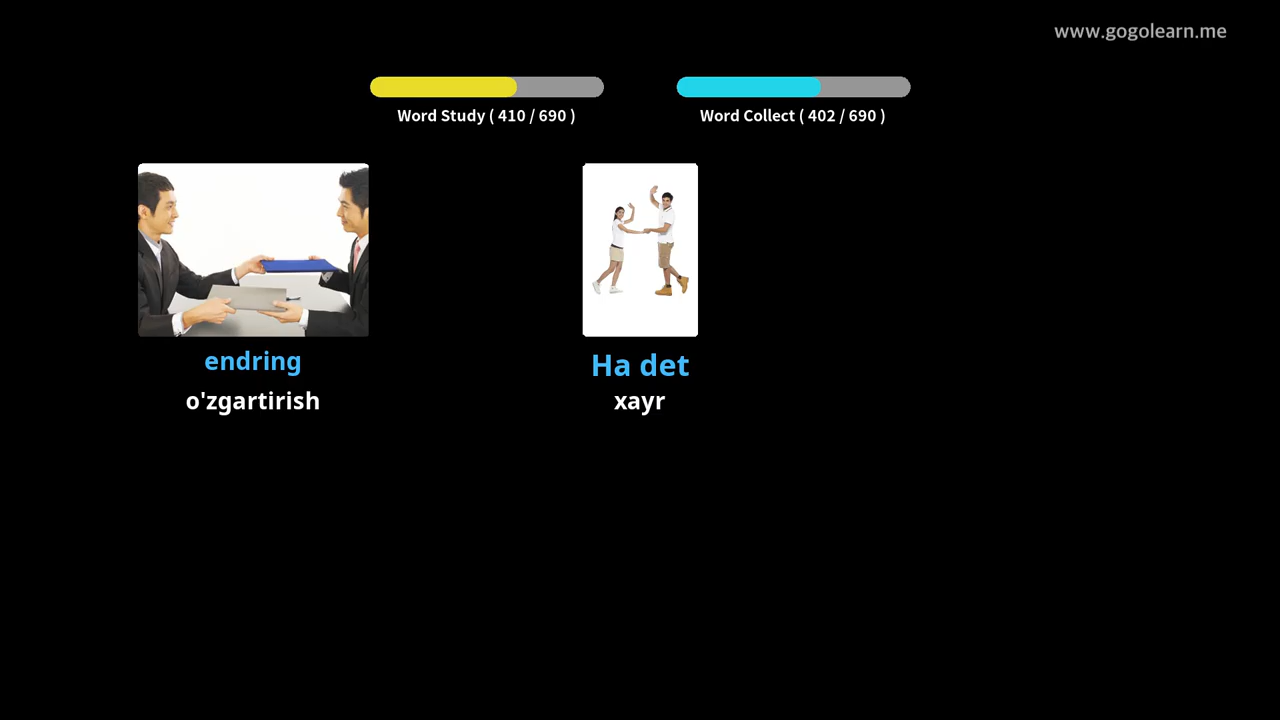 www.gogolearn.me
Word Study ( 410 / 690 )
Word Collect ( 402 / 690 )
endring
o'zgartirish
Ha det
xayr